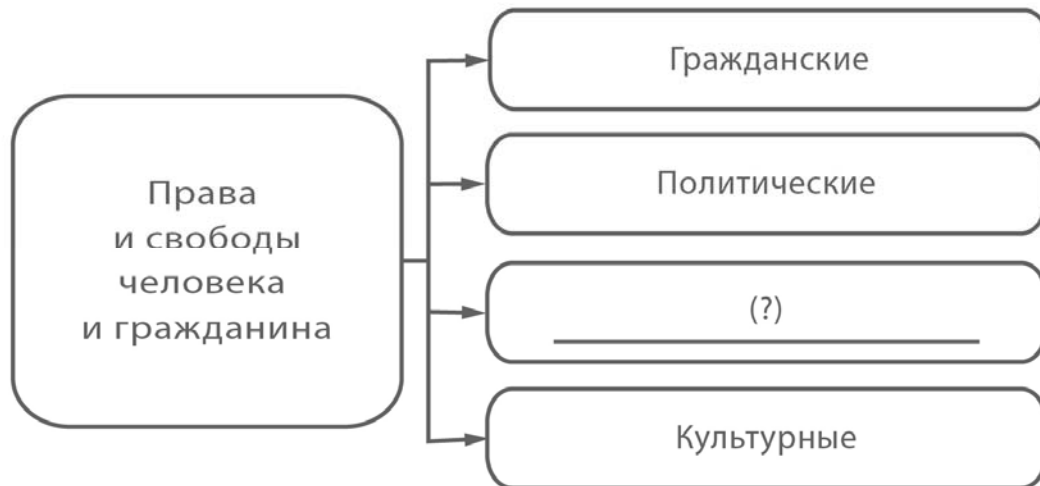 Права
и свободы
человека
и гражданина
Гражданские
Политические
(?)
Культурные